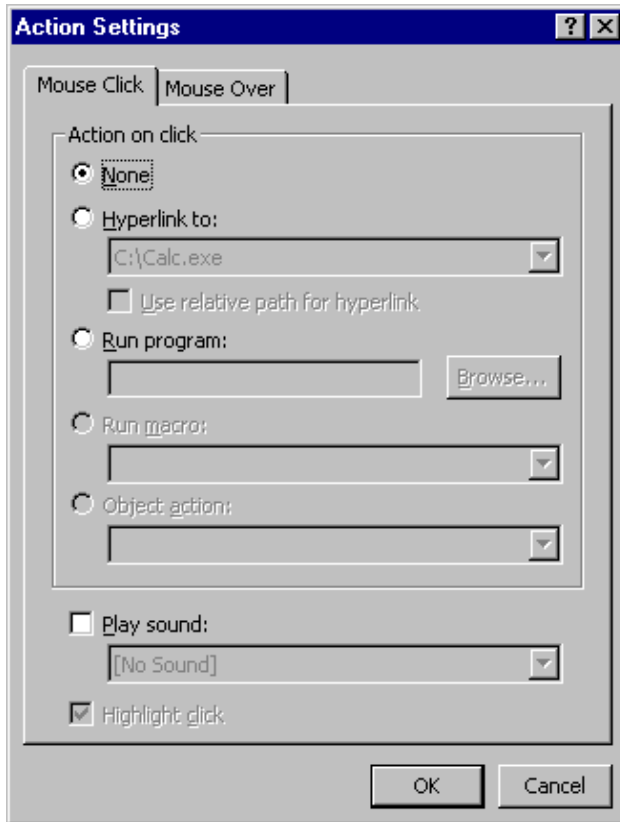 Action Settings
Mouse Click
Mouse Over
Action on click
None
Hyperlink to:
C:\Calc.exe
Use relative path for hyperlink
Run program:
Browse...
Run macro:
Object action:
Play sound:
[No Sound]
Highlight click
OK
Cancel